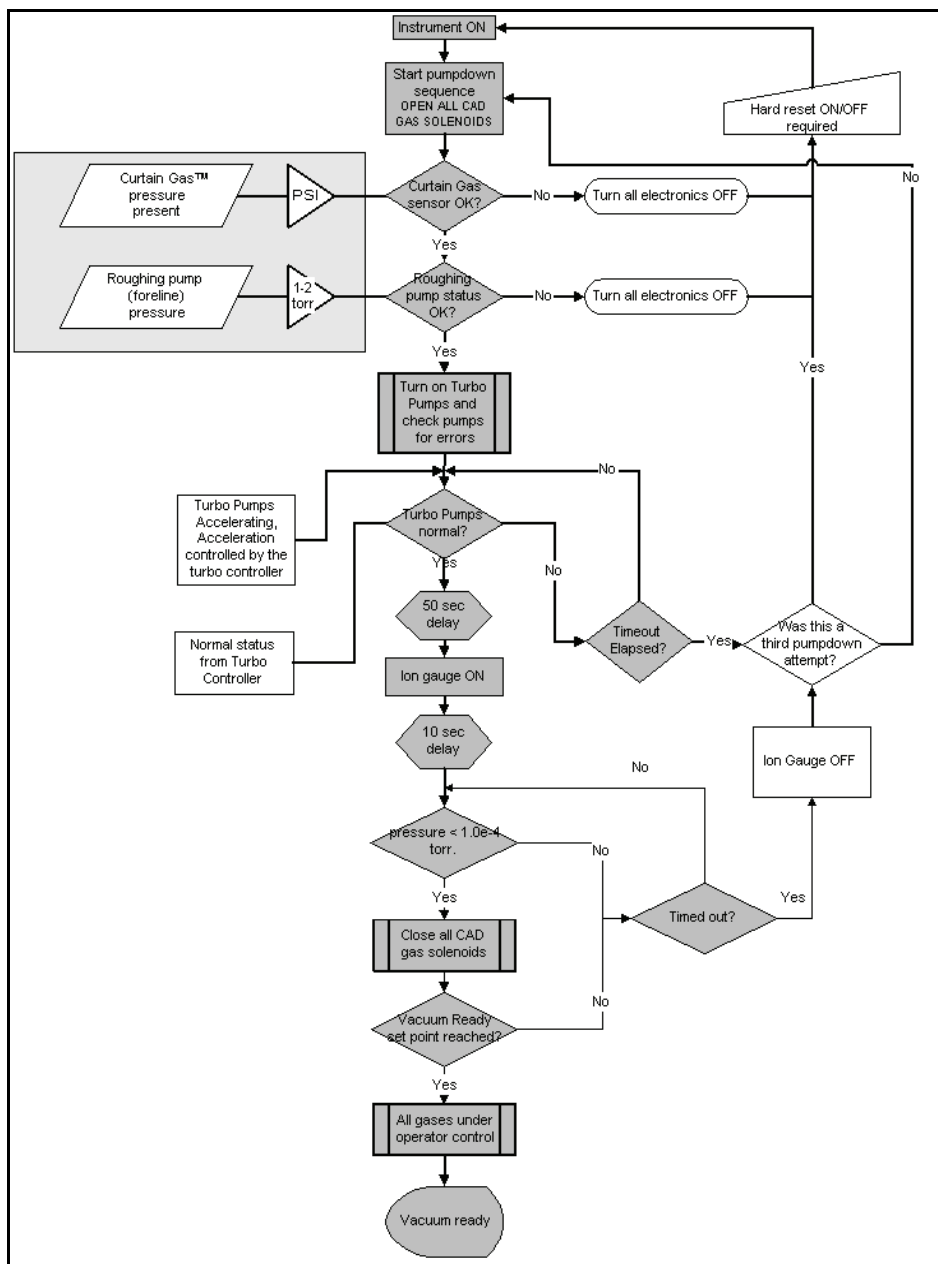 Instrument ON
Start pumpdown
sequence
OPEN ALL CAD
GAS SOLENOIDS
Hard reset ON/OFF
required
Curtain Gas™
pressure
present
PSI
Curtain Gas
sensor OK?
No
Turn all electronics OFF
No
Yes
Roughing pump
(foreline)
pressure
1-2
torr
Roughing
pump status
OK?
No
Turn all electronics OFF
Yes
Yes
Turn on Turbo
Pumps and
check pumps
for errors
No
Turbo Pumps
Accelerating,
Acceleration
controlled by the
turbo controller
Turbo Pumps
normal?
Yes
No
50 sec
delay
Timeout
Elapsed?
Yes
Was this a
third pumpdown
attempt?
No
Normal status
from Turbo
Controller
Ion gauge ON
10 sec
delay
Ion Gauge OFF
No
pressure < 1.0e-4
torr.
No
Yes
Timed out?
Yes
Close all CAD
gas solenoids
No
Vacuum Ready
set point reached?
Yes
All gases under
operator control
Vacuum ready